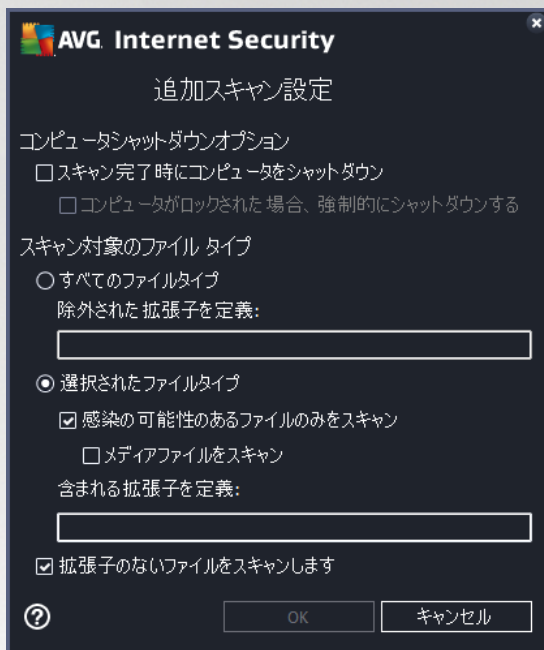 AVG Internet Security
追加スキャン設定
コンピュータシャットダウンオプション
スキャン完了時にコンピュータをシャットダウン
コンピュータがロックされた場合、強制的にシャットダウンする
スキャン対象のファイル タイプ
すべてのファイルタイプ
除外された拡張子を定義:
選択されたファイルタイプ
感染の可能性のあるファイルのみをスキャン
メディアファイルをスキャン
含まれる拡張子を定義:
拡張子のないファイルをスキャンします
? OK キャンセル